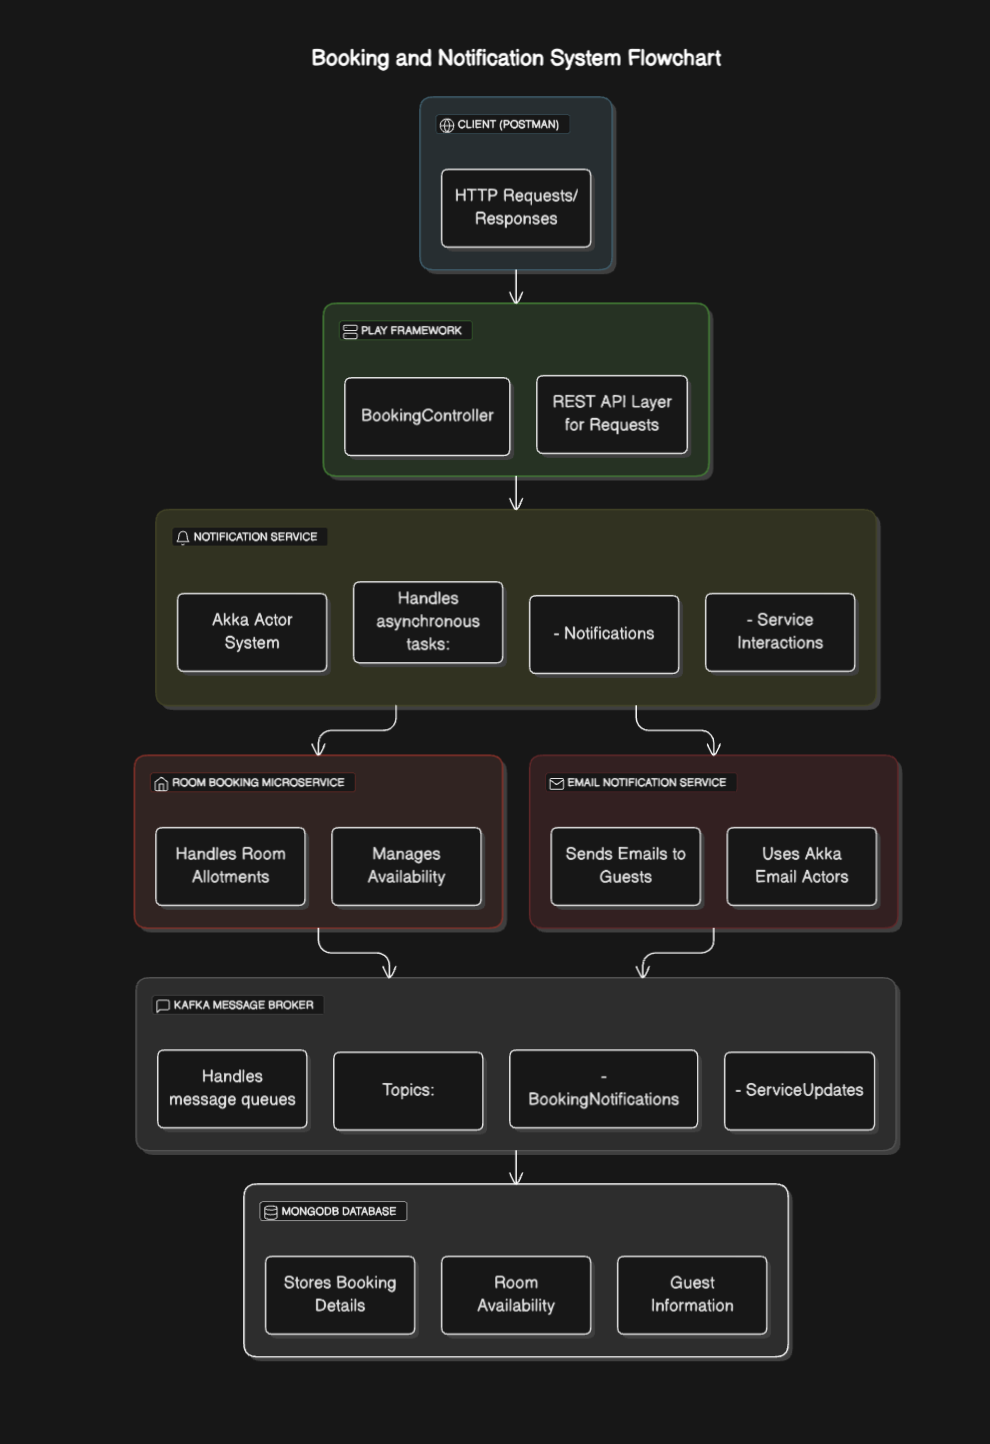 Booking and Notification System Flowchart
CLIENT (POSTMAN)
HTTP Requests/
Responses
PLAY FRAMEWORK
BookingController
REST API Layer
for Requests
NOTIFICATION SERVICE
Akka Actor
System
Handles
asynchronous
tasks:
- Notifications
- Service
Interactions
ROOM BOOKING MICROSERVICE
Handles Room
Allotments
Manages
Availability
EMAIL NOTIFICATION SERVICE
Sends Emails to
Guests
Uses Akka
Email Actors
KAFKA MESSAGE BROKER
Handles
message queues
Topics:
-
BookingNotifications
- ServiceUpdates
MONGODB DATABASE
Stores Booking
Details
Room
Availability
Guest
Information